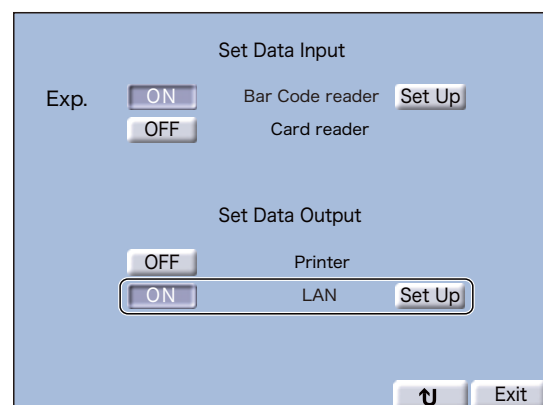 Set Data Input
Exp. ON Bar Code reader Set Up
OFF Card reader
Set Data Output
OFF Printer
ON LAN Set Up
Exit